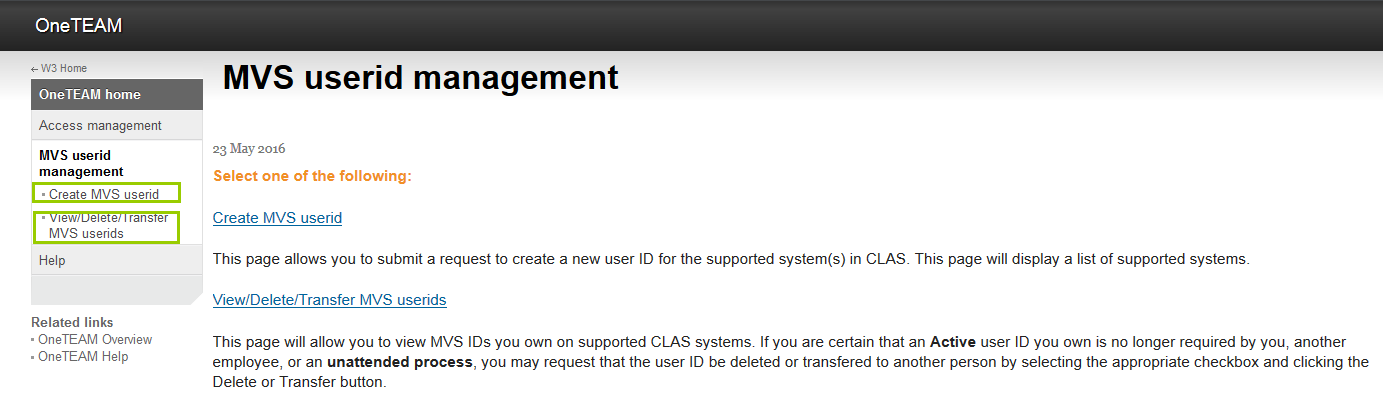 OneTEAM
W3 Home
OneTEAM home
Access management
MVS userid
management
Create MVS userid
View/Delete/Transfer
MVS userids
Help
Related links
OneTEAM Overview
OneTEAM Help
MVS userid management
23 May 2016
Select one of the following:
Create MVS userid
This page allows you to submit a request to create a new user ID for the supported system(s) in CLAS. This page will display a list of supported systems.
View/Delete/Transfer MVS userids
This page will allow you to view MVS IDs you own on supported CLAS systems. If you are certain that an Active user ID you own is no longer required by you, another
employee, or an unattended process, you may request that the user ID be deleted or transfered to another person by selecting the appropriate checkbox and clicking the
Delete or Transfer button.